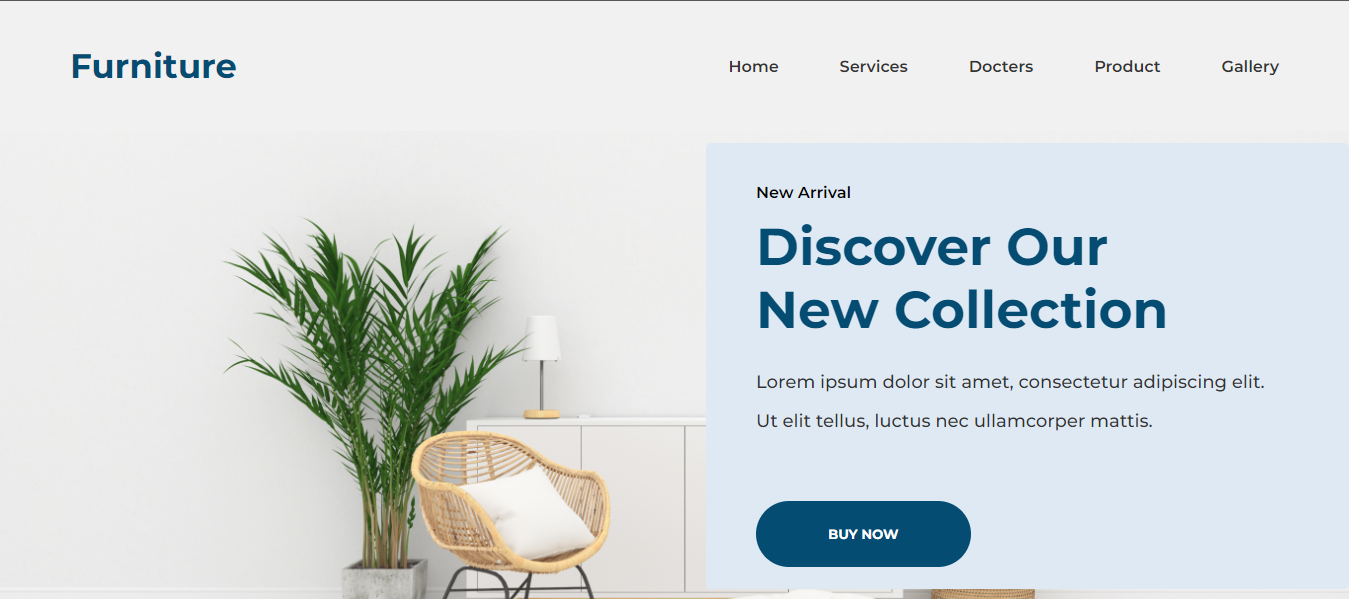 Furniture
Home Services Docters Product Gallery
New Arrival
Discover Our
New Collection
Lorem ipsum dolor sit amet, consectetur adipiscing elit.
Ut elit tellus, luctus nec ullamcorper mattis.
BUY NOW